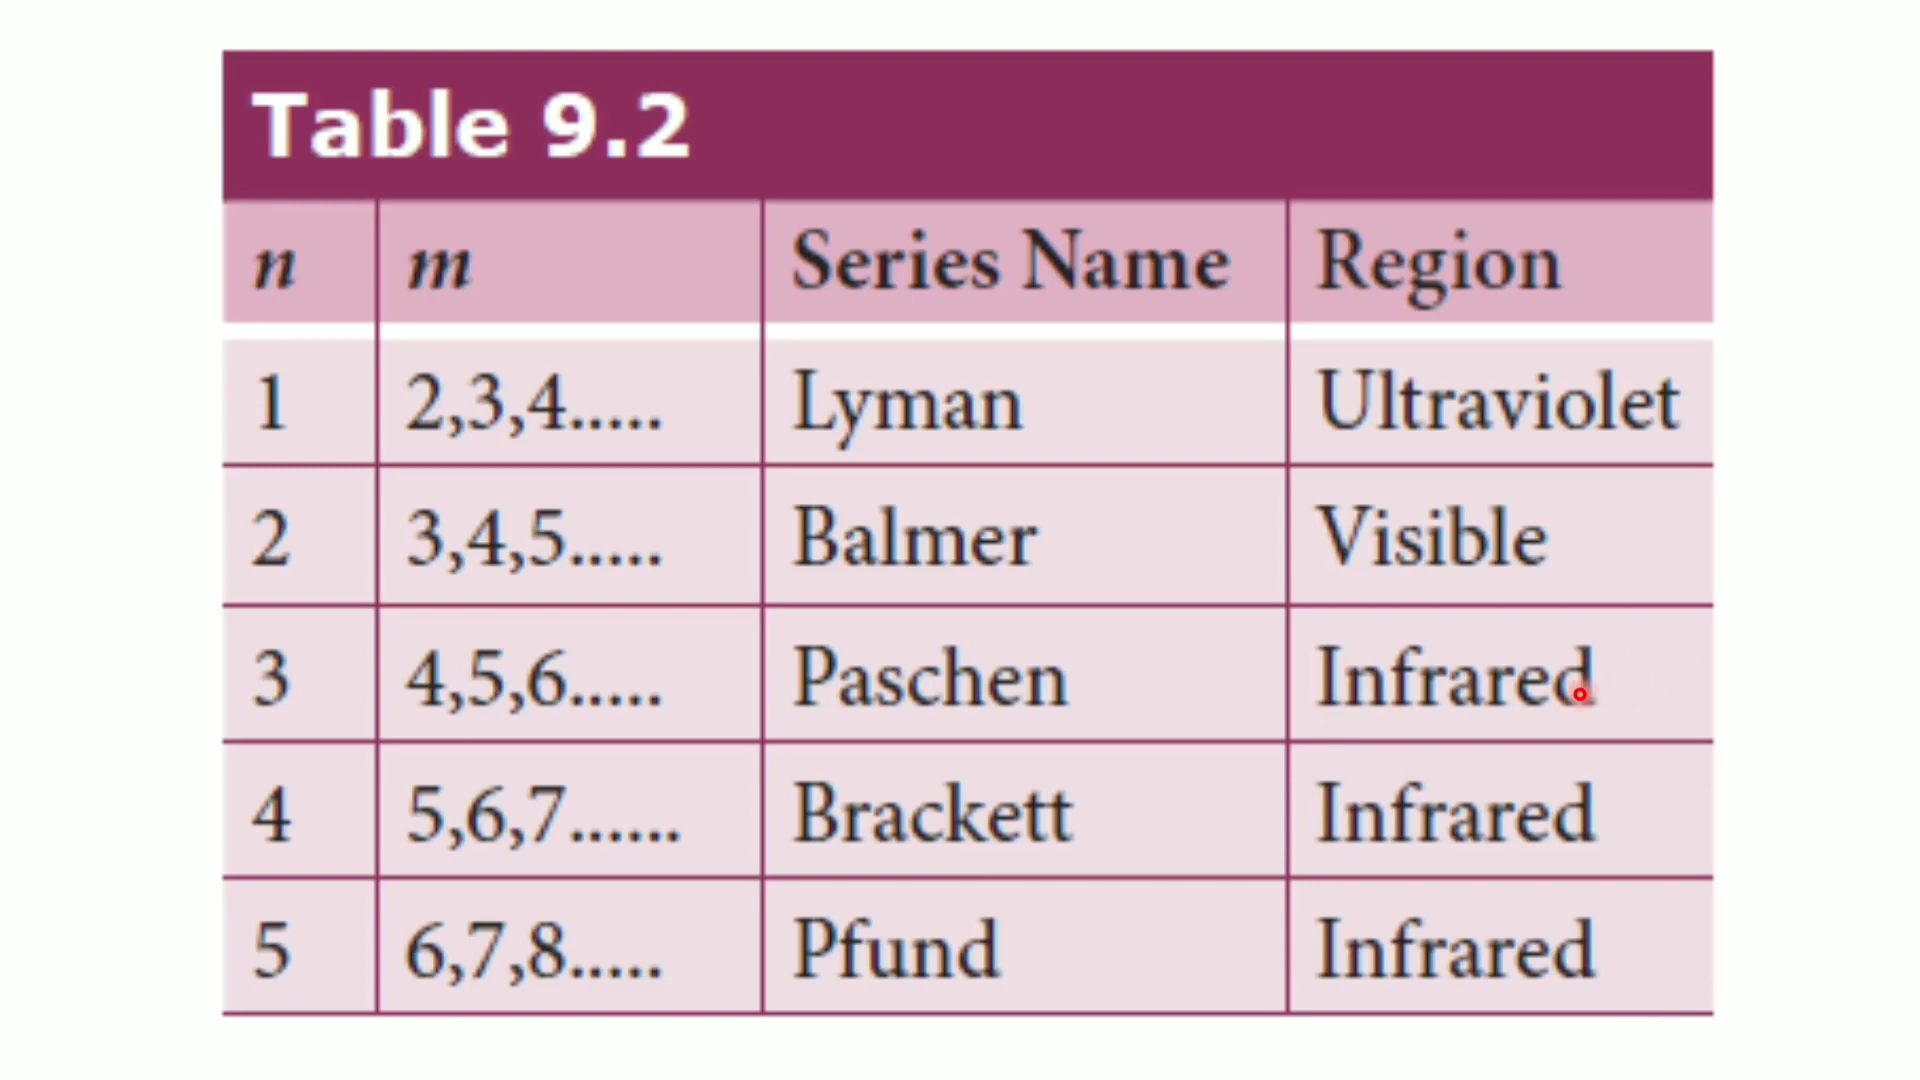 Table 9.2
n m Series Name Region
1 2,3,4..... Lyman Ultraviolet
2 3,4,5..... Balmer Visible
3 4,5,6..... Paschen Infrared
4 5,6,7...... Brackett Infrared
5 6,7,8..... Pfund Infrared